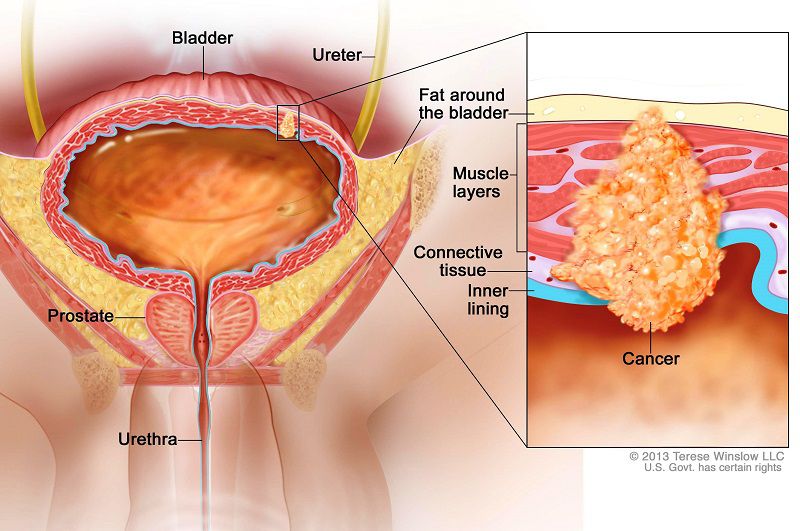 Bladder
Ureter
Fat around
the bladder
Muscle
layers
Connective
tissue
Inner
lining
Prostate
Cancer
Urethra
© 2013 Terese Winslow LLC
U.S. Govt. has certain rights